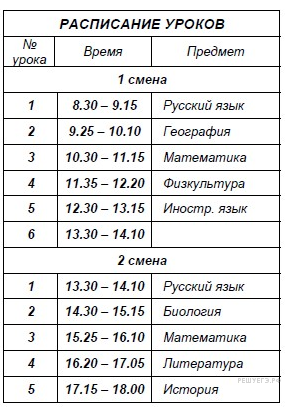 РАСПИСАНИЕ УРОКОВ
№ урока Время Предмет
1 смена
1 8.30 – 9.15 Русский язык
2 9.25 – 10.10 География
3 10.30 – 11.15 Математика
4 11.35 – 12.20 Физкультура
5 12.30 – 13.15 Иностр. язык
6 13.30 – 14.10
2 смена
1 13.30 – 14.10 Русский язык
2 14.30 – 15.15 Биология
3 15.25 – 16.10 Математика
4 16.20 – 17.05 Литература
5 17.15 – 18.00 История
РЕШУЕГЭ.РФ